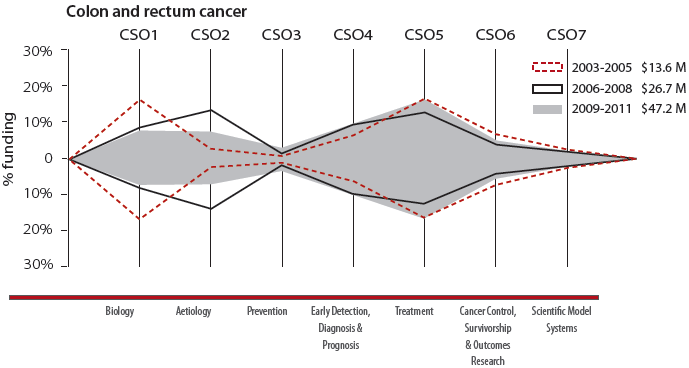 Colon and rectum cancer
CSO1 CSO2 CSO3 CSO4 CSO5 CSO6 CSO7
30%
20%
10%
0
10%
20%
30%
% funding
2003-2005 $13.6 M
2006-2008 $26.7 M
2009-2011 $47.2 M
Biology
Aetiology
Prevention
Early Detection,
Diagnosis &
Prognosis
Treatment
Cancer Control,
Survivorship
& Outcomes
Research
Scientific Model
Systems